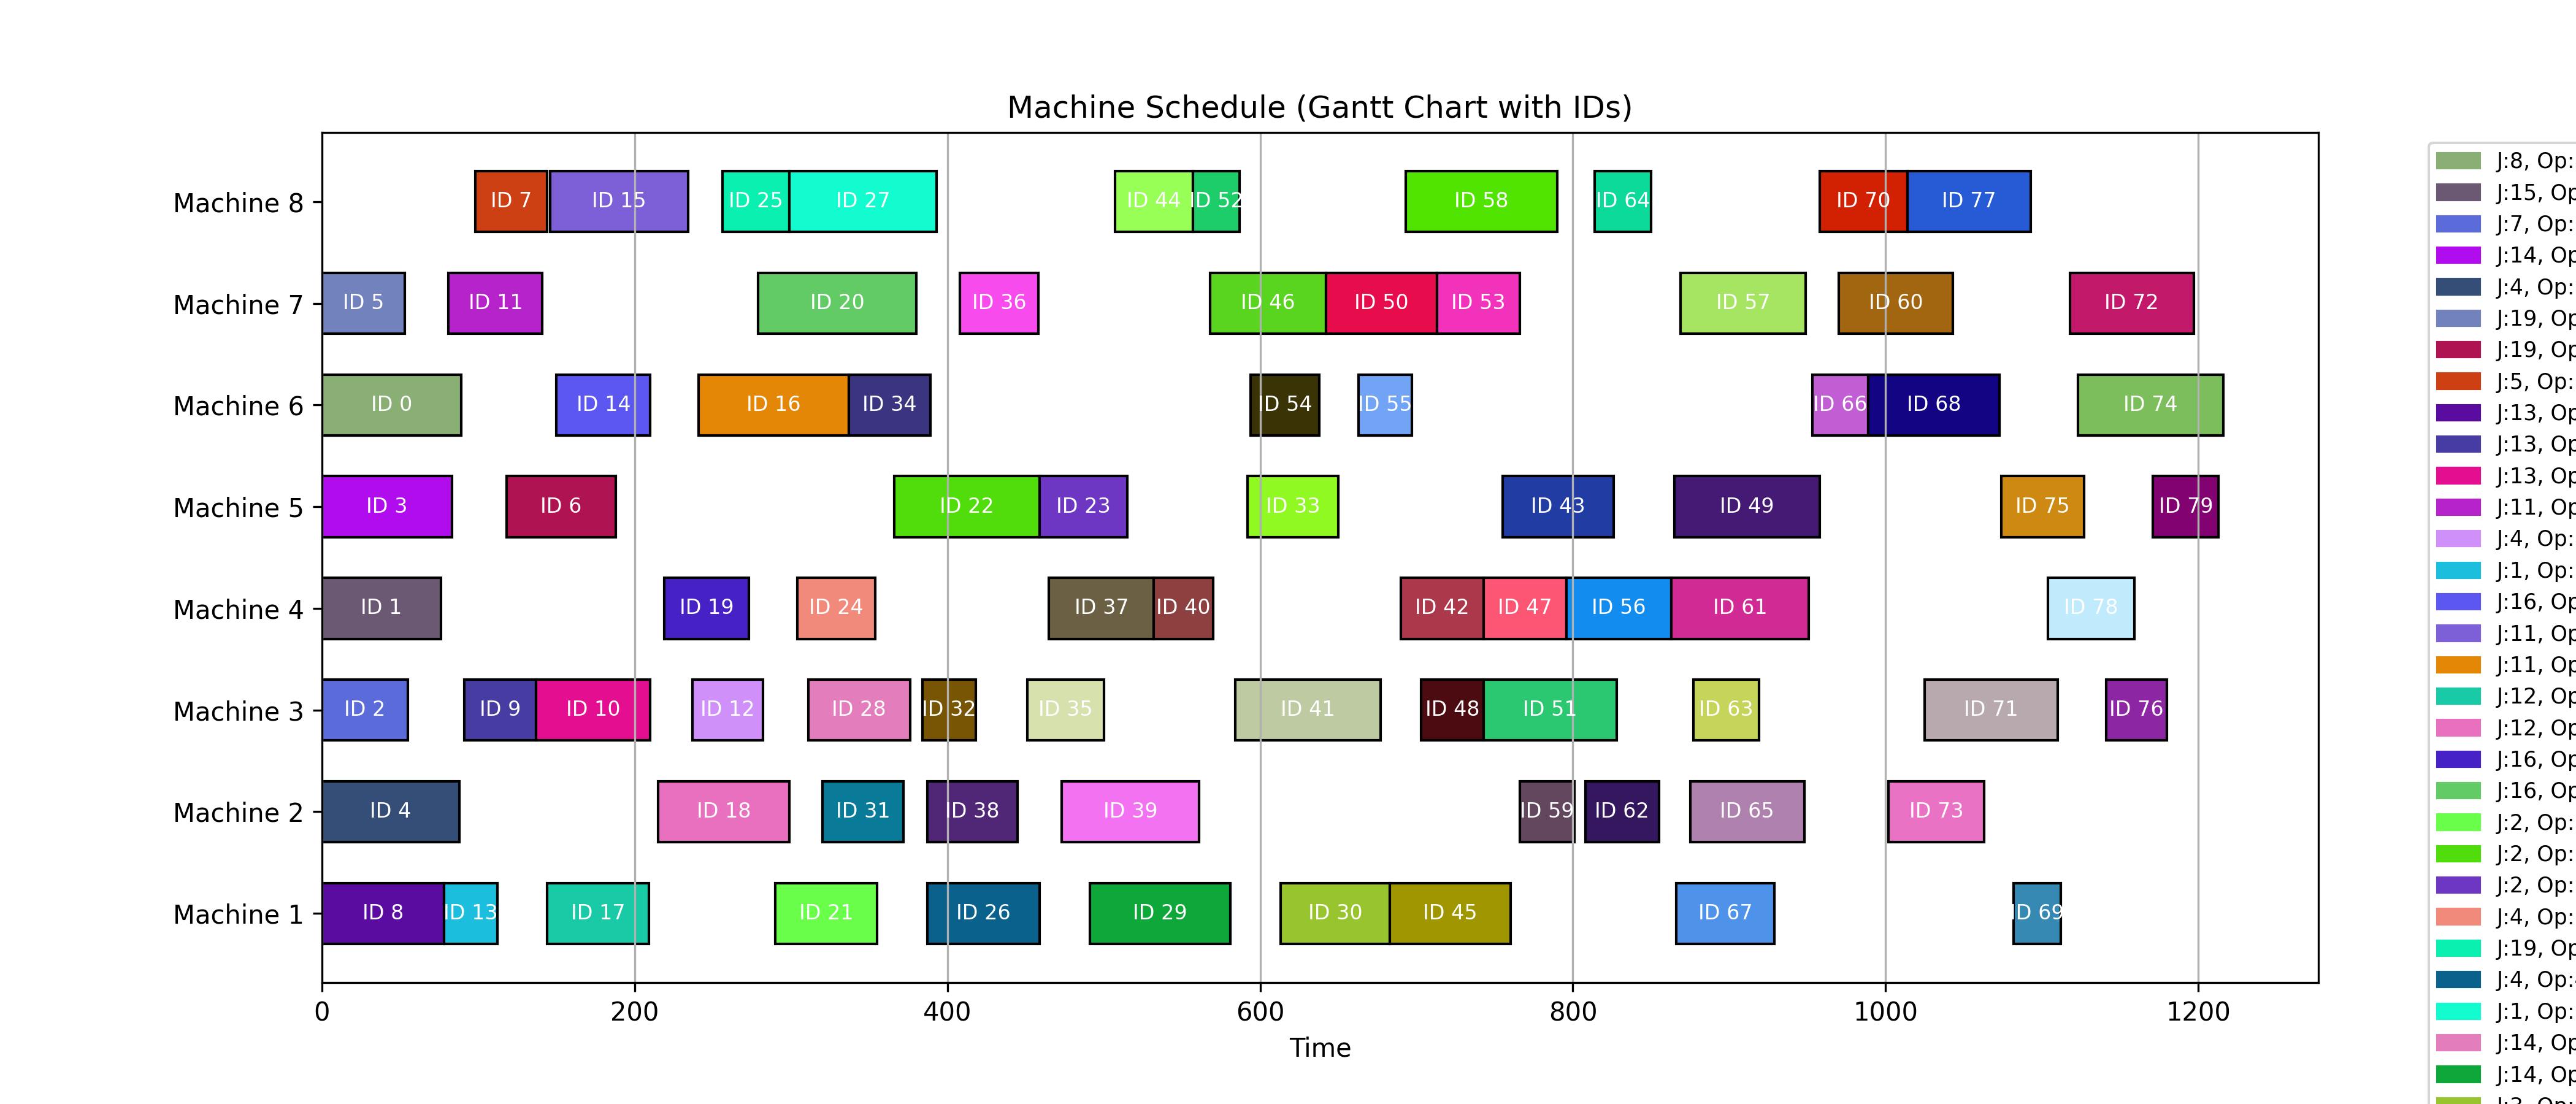 Machine Schedule (Gantt Chart with IDs)
Machine 8
ID 7
ID 15
ID 25
ID 27
ID 44
ID 52
ID 58
ID 64
ID 70
ID 77
Machine 7
ID 5
ID 11
ID 20
ID 36
ID 46
ID 50
ID 53
ID 57
ID 60
ID 72
Machine 6
ID 0
ID 14
ID 16
ID 34
ID 54
ID 55
ID 66
ID 68
ID 74
Machine 5
ID 3
ID 6
ID 22
ID 23
ID 33
ID 43
ID 49
ID 75
ID 79
Machine 4
ID 1
ID 19
ID 24
ID 37
ID 40
ID 42
ID 47
ID 56
ID 61
ID 78
Machine 3
ID 2
ID 9
ID 10
ID 12
ID 28
ID 32
ID 35
ID 41
ID 48
ID 51
ID 63
ID 71
ID 76
Machine 2
ID 4
ID 18
ID 31
ID 38
ID 39
ID 59
ID 62
ID 65
ID 73
Machine 1
ID 8
ID 13
ID 17
ID 21
ID 26
ID 29
ID 30
ID 45
ID 67
ID 69
0 200 400 600 800 1000 1200
Time
J:8, Op:
J:15, Op
J:7, Op:
J:14, Op
J:4, Op:
J:19, Op
J:19, Op
J:5, Op:
J:13, Op
J:13, Op
J:13, Op
J:11, Op
J:4, Op:
J:1, Op:
J:16, Op
J:11, Op
J:11, Op
J:12, Op
J:12, Op
J:16, Op
J:16, Op
J:2, Op:
J:2, Op:
J:2, Op:
J:4, Op:
J:19, Op
J:4, Op:
J:1, Op:
J:14, Op
J:14, Op